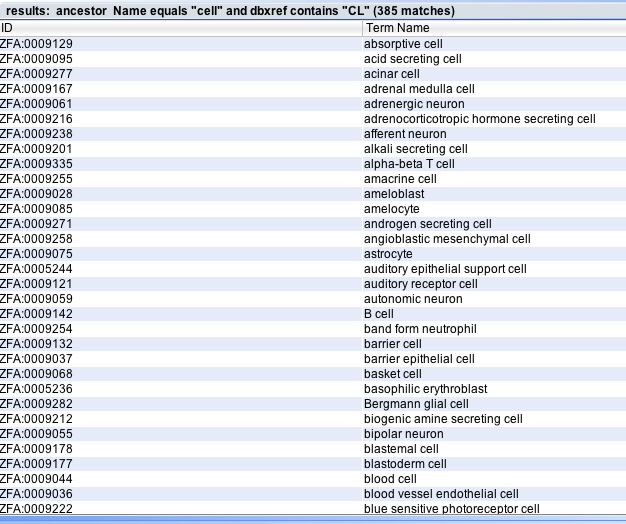 results: ancestor Name equals "cell" and dbxref contains "CL" (385 matches)
ID Term Name
ZFA:0009129 absorptive cell
ZFA:0009095 acid secreting cell
ZFA:0009277 acinar cell
ZFA:0009167 adrenal medulla cell
ZFA:0009061 adrenergic neuron
ZFA:0009216 adrenocorticotropic hormone secreting cell
ZFA:0009238 afferent neuron
ZFA:0009201 alkali secreting cell
ZFA:0009335 alpha-beta T cell
ZFA:0009255 amacrine cell
ZFA:0009028 ameloblast
ZFA:0009085 amelocyte
ZFA:0009271 androgen secreting cell
ZFA:0009258 angioblastic mesenchymal cell
ZFA:0009075 astrocyte
ZFA:0005244 auditory epithelial support cell
ZFA:0009121 auditory receptor cell
ZFA:0009059 autonomic neuron
ZFA:0009142 B cell
ZFA:0009254 band form neutrophil
ZFA:0009132 barrier cell
ZFA:0009037 barrier epithelial cell
ZFA:0009068 basket cell
ZFA:0005236 basophilic erythroblast
ZFA:0009282 Bergmann glial cell
ZFA:0009212 biogenic amine secreting cell
ZFA:0009055 bipolar neuron
ZFA:0009178 blastemal cell
ZFA:0009177 blastoderm cell
ZFA:0009044 blood cell
ZFA:0009036 blood vessel endothelial cell
ZFA:0009222 blue sensitive photoreceptor cell